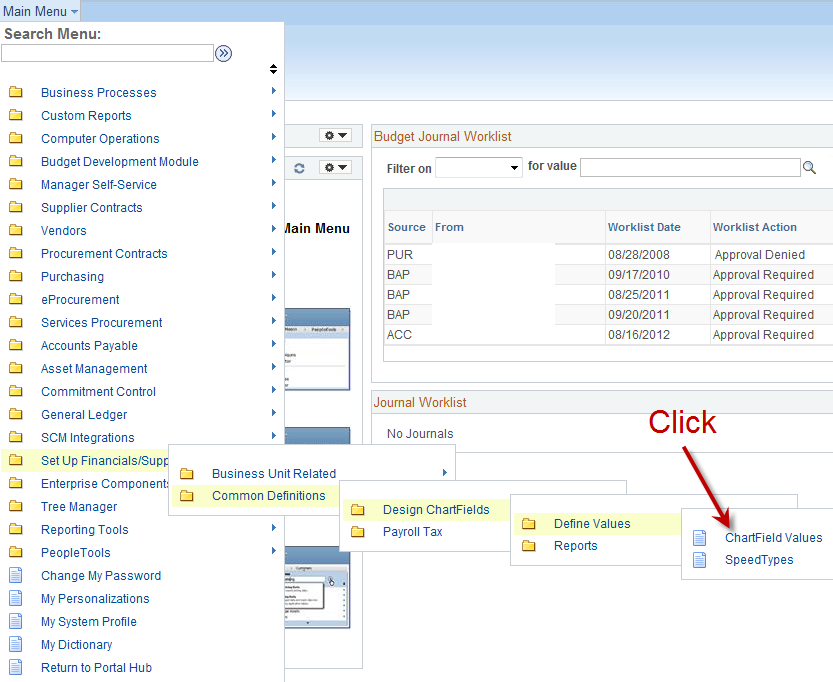 Main Menu
Search Menu:
Business Processes
Custom Reports
Computer Operations
Budget Development Module
Manager Self-Service
Supplier Contracts
Vendors
Procurement Contracts
Purchasing
eProcurement
Services Procurement
Accounts Payable
Asset Management
Commitment Control
General Ledger
SCM Integrations
Set Up Financials/Supp
Enterprise Components
Tree Manager
Reporting Tools
PeopleTools
Change My Password
My Personalizations
My System Profile
My Dictionary
Return to Portal Hub
Business Unit Related
Common Definitions
Design ChartFields
Payroll Tax
Define Values
Reports
ChartField Values
SpeedTypes
Click
Main Menu
Budget Journal Worklist
Filter on for value
Source From Worklist Date Worklist Action
PUR 08/28/2008 Approval Denied
BAP 09/17/2010 Approval Required
BAP 08/25/2011 Approval Required
BAP 09/20/2011 Approval Required
ACC 08/16/2012 Approval Required
Journal Worklist
No Journals